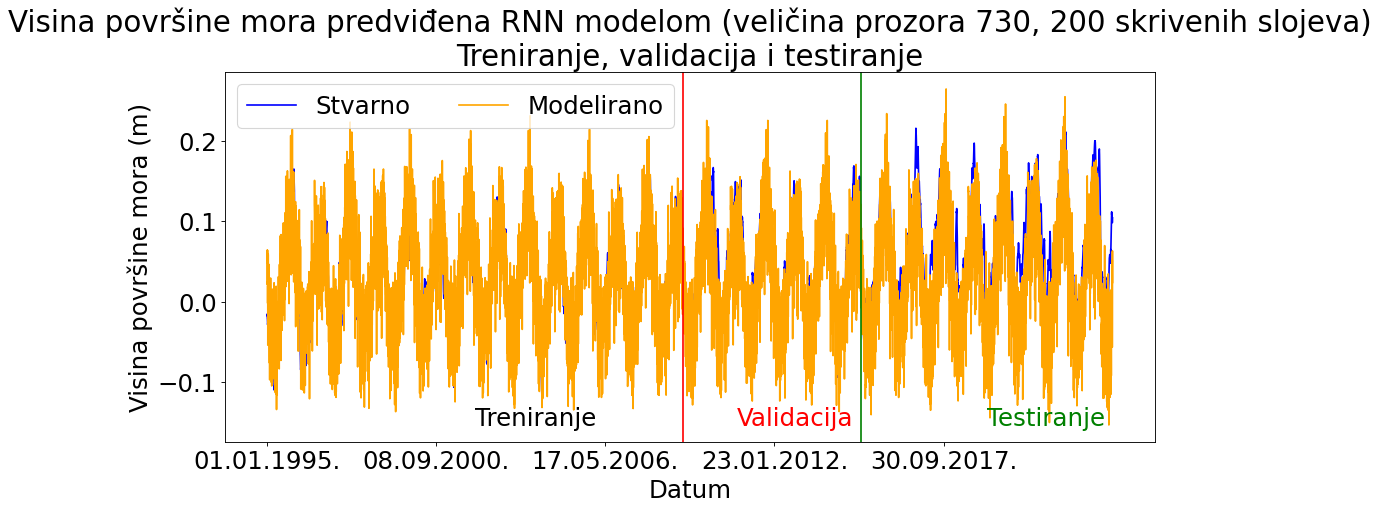 Visina površine mora predviđena RNN modelom (veličina prozora 730, 200 skrivenih slojeva)
Treniranje, validacija i testiranje
Stvarno Modelirano
Visina površine mora (m)
0.2
0.1
0.0
−0.1
Treniranje Validacija Testiranje
01.01.1995. 08.09.2000. 17.05.2006. 23.01.2012. 30.09.2017.
Datum